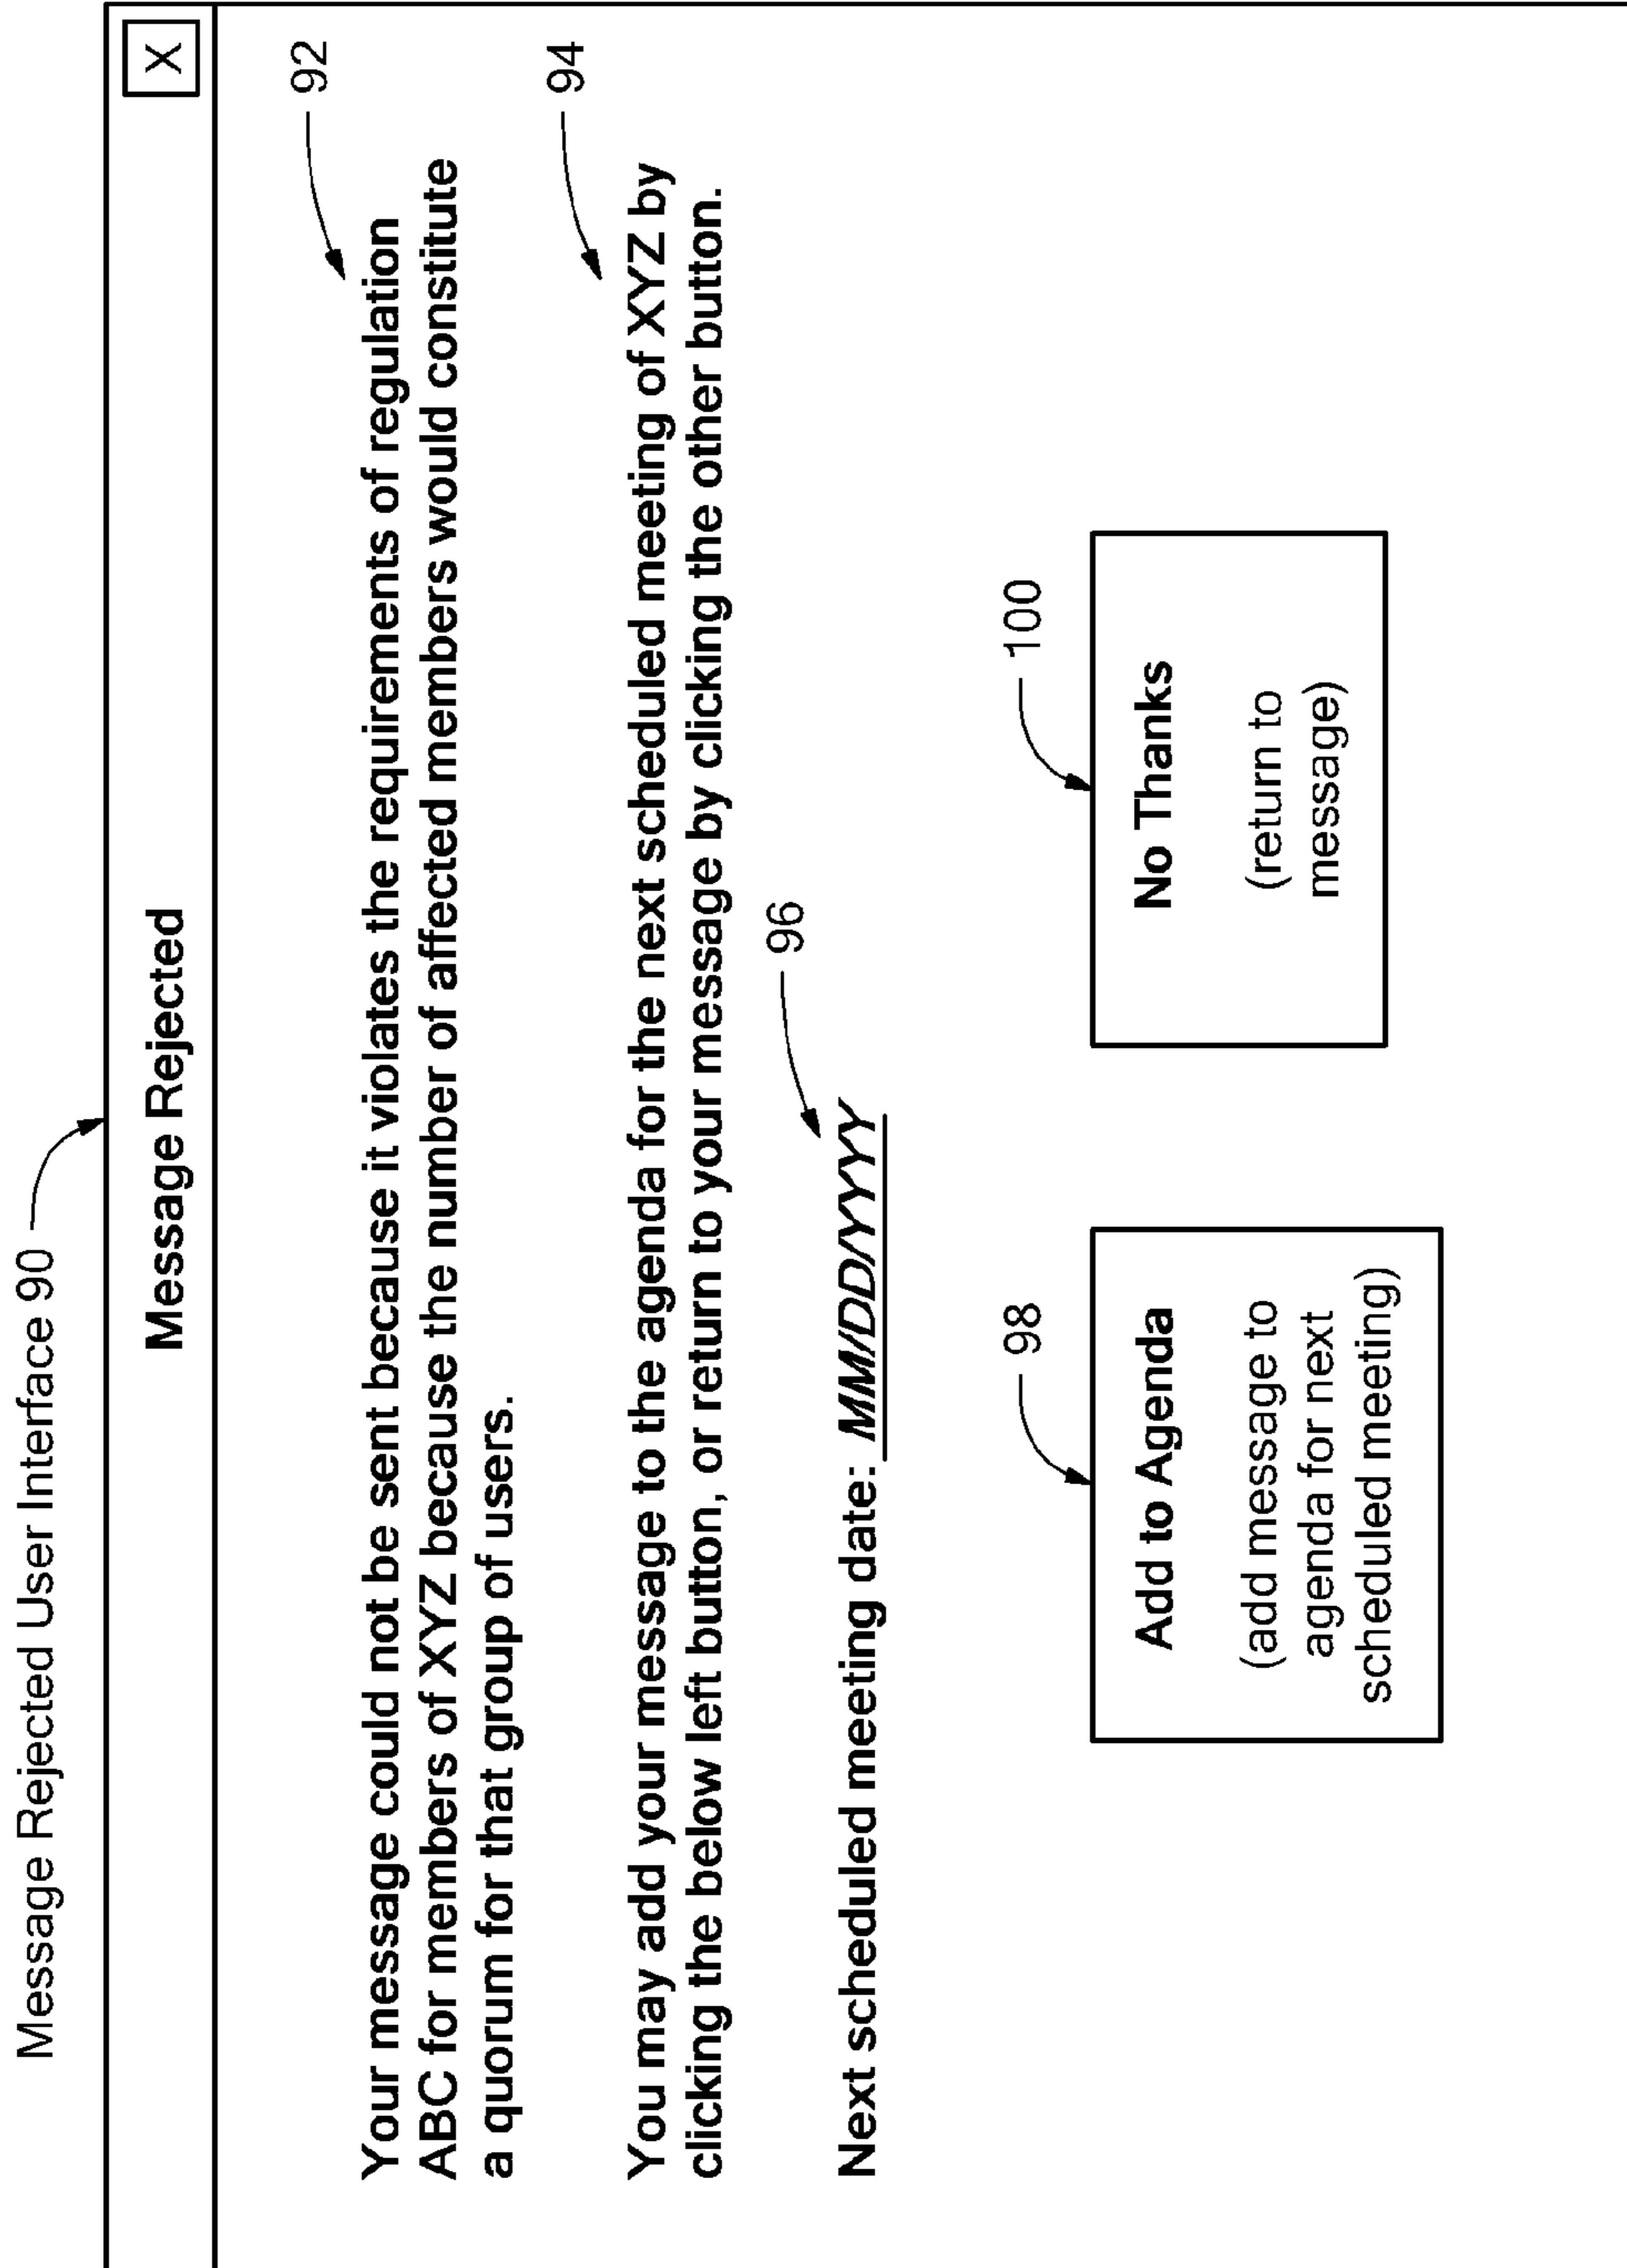 Message Rejected User Interface 90
Message Rejected
X
92
Your message could not be sent because it violates the requirements of regulation
ABC for members of XYZ because the number of affected members would constitute
a quorum for that group of users.
94
You may add your message to the agenda for the next scheduled meeting of XYZ by
clicking the below left button, or return to your message by clicking the other button.
96
Next scheduled meeting date: MM/DD/YYYY
98
Add to Agenda
(add message to
agenda for next
scheduled meeting)
100
No Thanks
(return to
message)